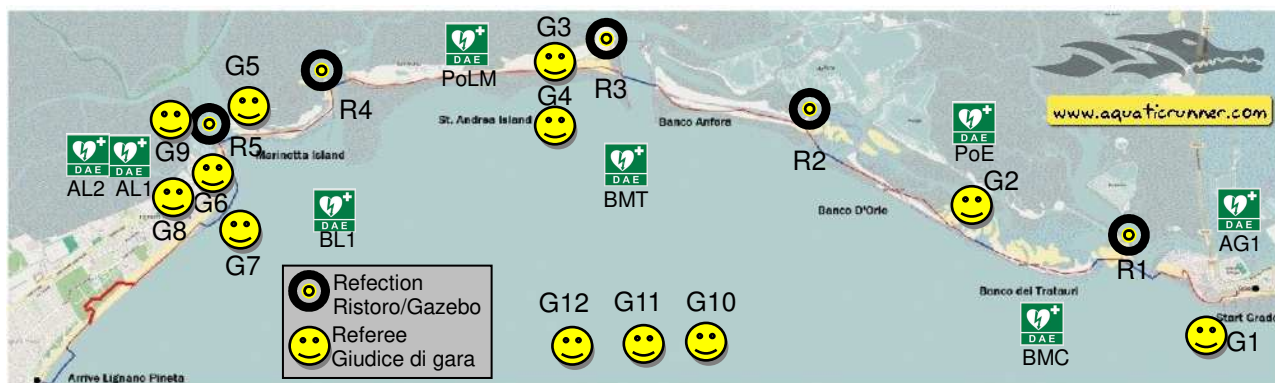 G3
G5
PoLM
DAE
R3
R4
G4
St. Andrea Island
Banco Anfora
www.aquaticrunner.com
G9
R5
Marinetta Island
R2
PoE
DAE
AL2
DAE
AL1
DAE
G6
G8
G7
BL1
DAE
BMT
DAE
G2
Banco D'Orio
AG1
DAE
R1
Banco dei Tratauri
Refection
Ristoro/Gazebo
Referee
Giudice di gara
G12
G11
G10
BMC
DAE
Start Grado
G1
Arrive Lignano Pineta